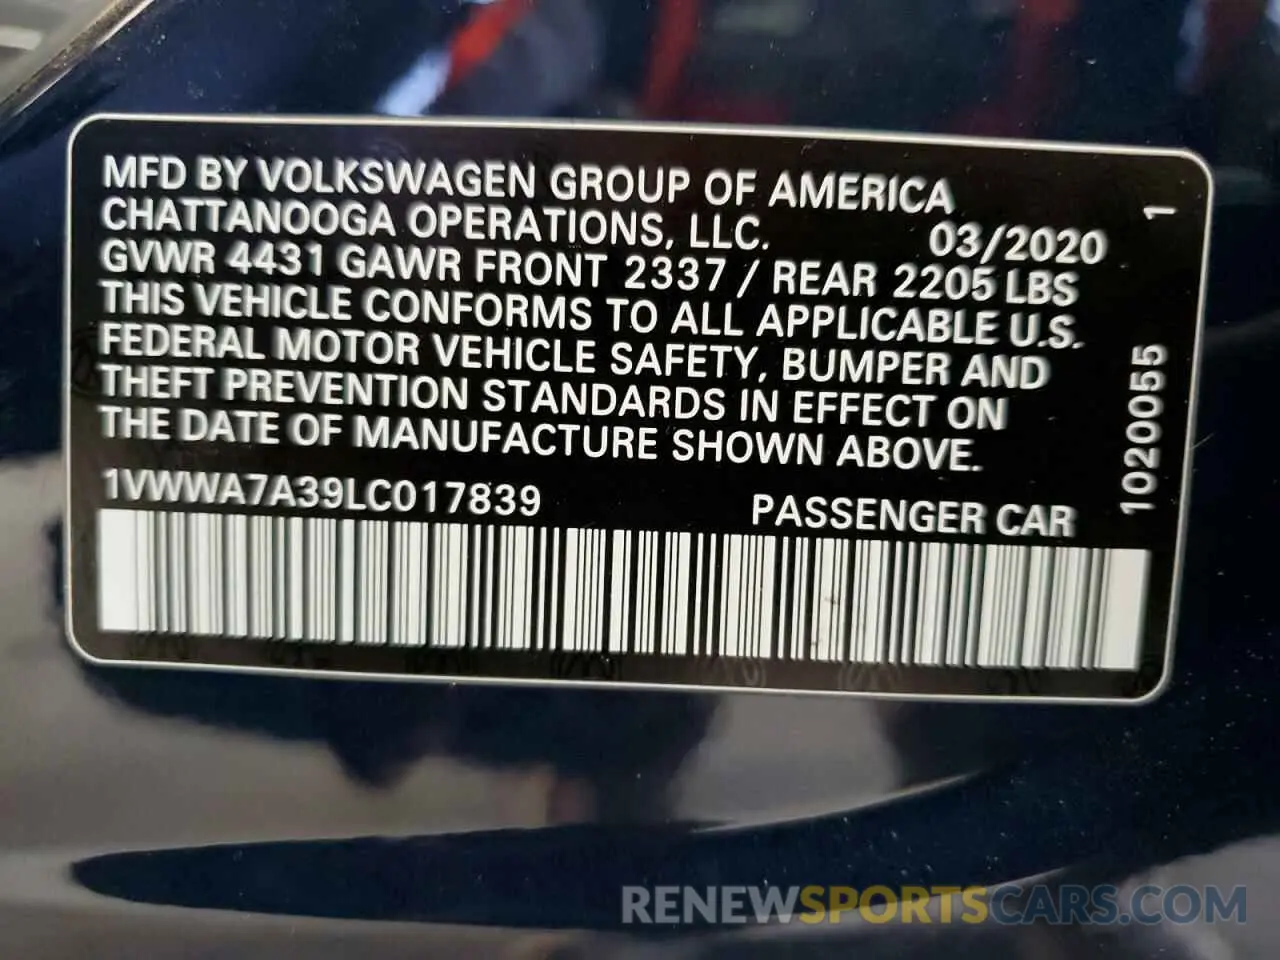 MFD BY VOLKSWAGEN GROUP OF AMERICA
CHATTANOOGA OPERATIONS, LLC. 03/2020
GVWR 4431 GAWR FRONT 2337 / REAR 2205 LBS
THIS VEHICLE CONFORMS TO ALL APPLICABLE U.S.
FEDERAL MOTOR VEHICLE SAFETY, BUMPER AND
THEFT PREVENTION STANDARDS IN EFFECT ON
THE DATE OF MANUFACTURE SHOWN ABOVE.
1VWWA7A39LC017839 PASSENGER CAR
1020055 1
RENEWSPORTSCARS.COM